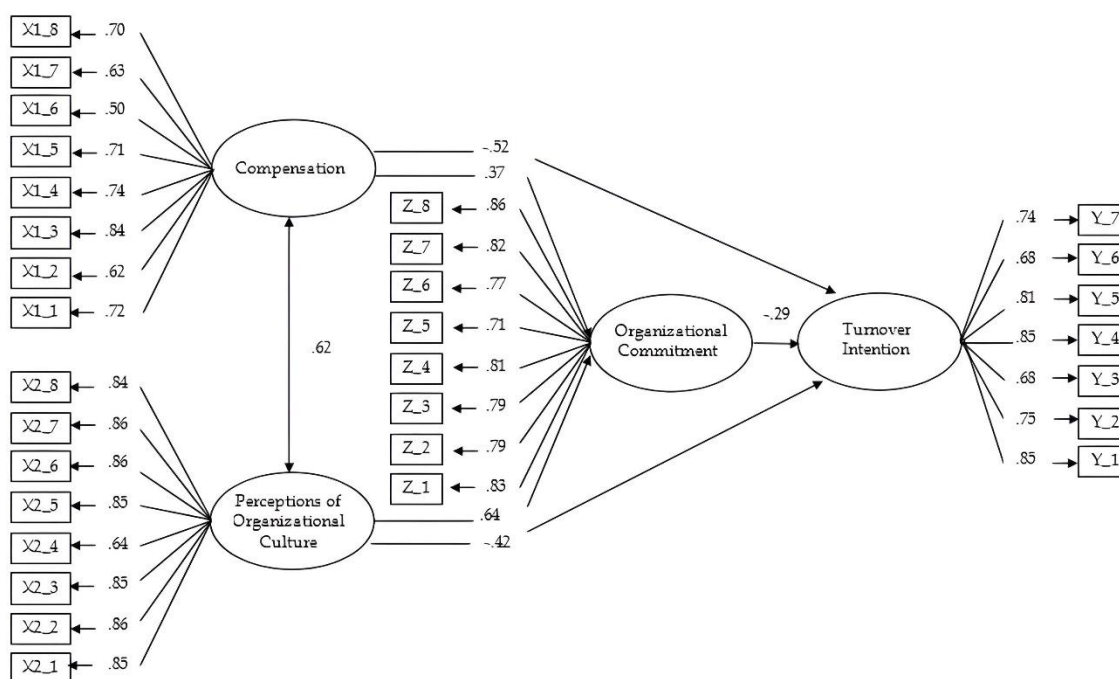 X1_8 .70
X1_7 .63
X1_6 .50
X1_5 .71
X1_4 .74
X1_3 .84
X1_2 .62
X1_1 .72
Compensation
-.52
.37
Z_8 .86
Z_7 .82
Z_6 .77
Z_5 .71
Z_4 .81
Z_3 .79
Z_2 .79
Z_1 .83
.62
Organizational
Commitment
-.29
Turnover
Intention
.74 Y_7
.68 Y_6
.81 Y_5
.85 Y_4
.68 Y_3
.75 Y_2
.85 Y_1
X2_8 .84
X2_7 .86
X2_6 .86
X2_5 .85
X2_4 .64
X2_3 .85
X2_2 .86
X2_1 .85
Perceptions of
Organizational
Culture
.64
-.42